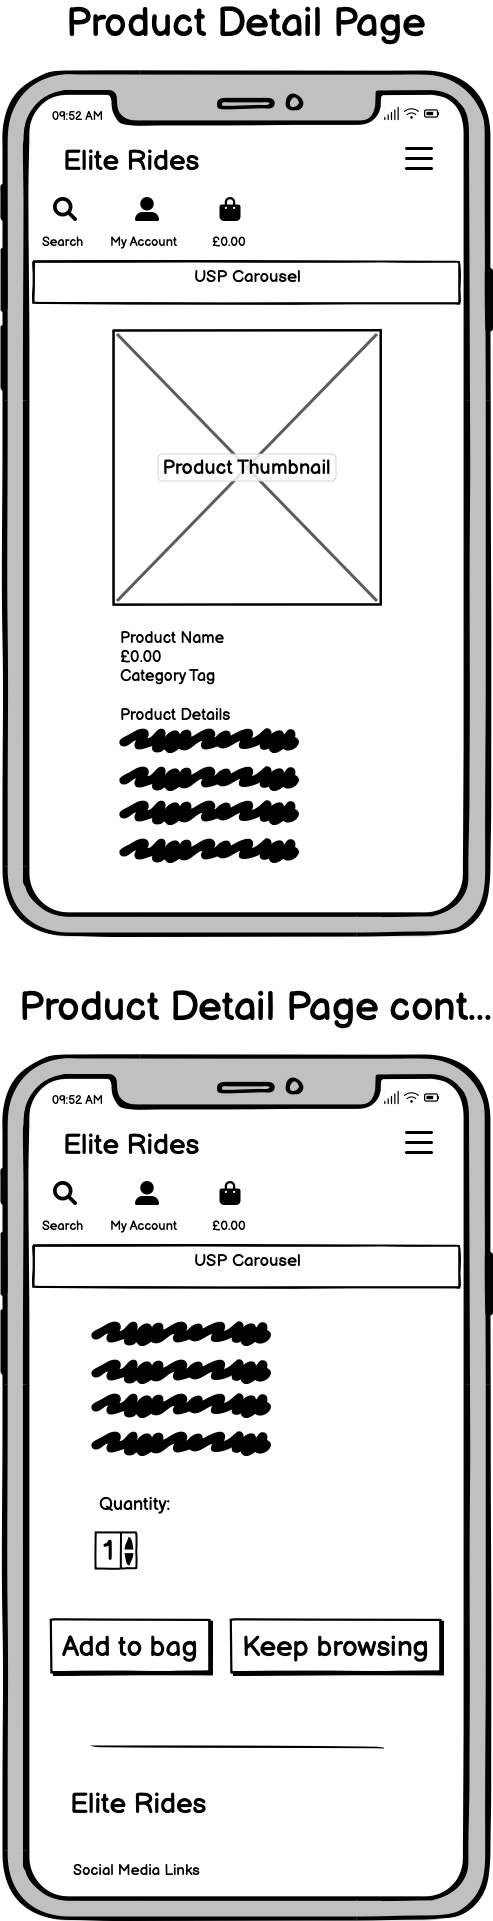 Product Detail Page
09:52 AM
Elite Rides
Search My Account £0.00
USP Carousel
Product Thumbnail
Product Name
£0.00
Category Tag
Product Details
Product Detail Page cont...
09:52 AM
Elite Rides
Search My Account £0.00
USP Carousel
Quantity:
1
Add to bag Keep browsing
Elite Rides
Social Media Links